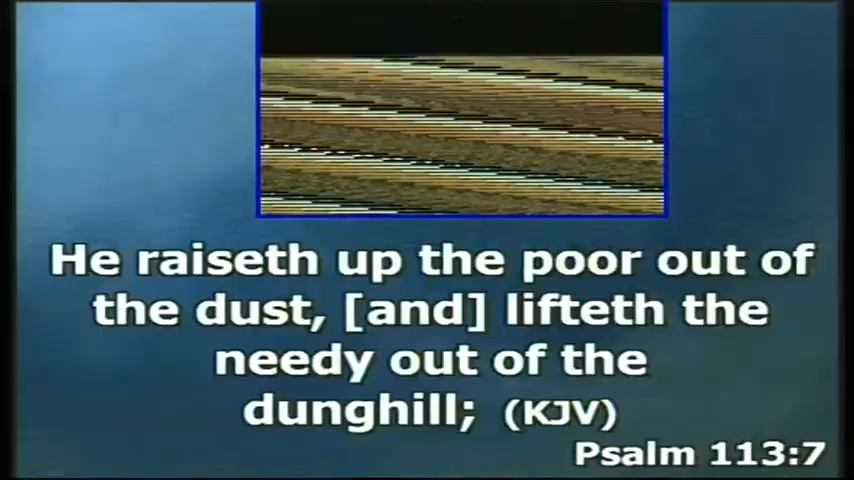 He raiseth up the poor out of
the dust, [and] lifteth the
needy out of the
dunghill; (KJV)
Psalm 113:7